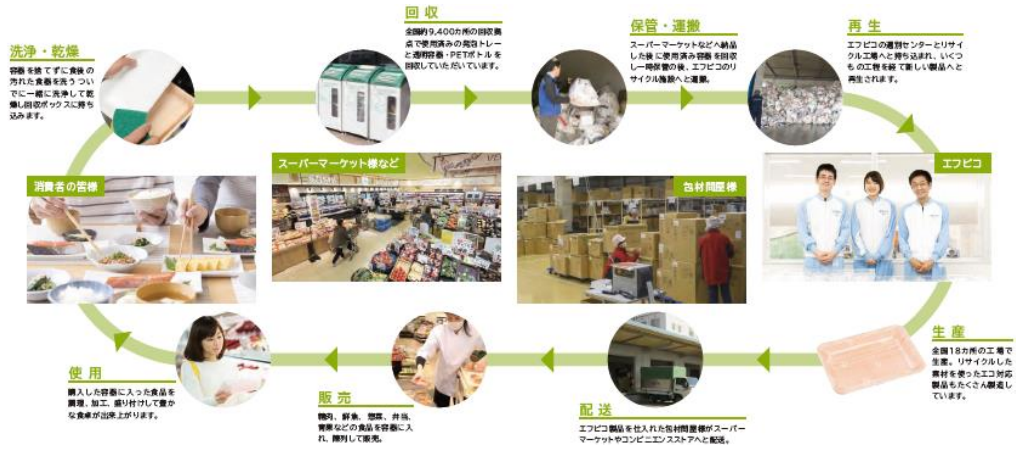 洗浄・乾燥
容器を捨てずに食後の
汚れた食器を洗うつい
でに一緒に洗浄して乾
燥し回収ボックスに持ち
込みます。
回収
全国約9,400カ所の回収拠
点で使用済みの発泡トレー
と透明容器・PETボトルを
回収していただいています。
保管・運搬
スーパーマーケットなどへ納品
した後に使用済み容器を回収
し一時保管の後、エフピコのリ
サイクル施設へと運搬。
再生
エフピコの選別センターとリサイ
クル工場へと持ち込まれ、いくつ
もの工程を経て新しい製品へと
再生されます。
消費者の皆様
スーパーマーケット様など
包材問屋様
エフピコ
生産
全国18カ所の工場で
生産。リサイクルした
素材を使ったエコ対応
製品もたくさん製造し
ています。
配送
エフピコ製品を仕入れた包材問屋様がスーパー
マーケットやコンビニエンスストアへと配送。
販売
精肉、鮮魚、惣菜、弁当、
青果などの食品を容器に入
れ、陳列して販売。
使用
購入した容器に入った食品を
調理、加工、盛り付けして豊か
な食卓が出来上がります。